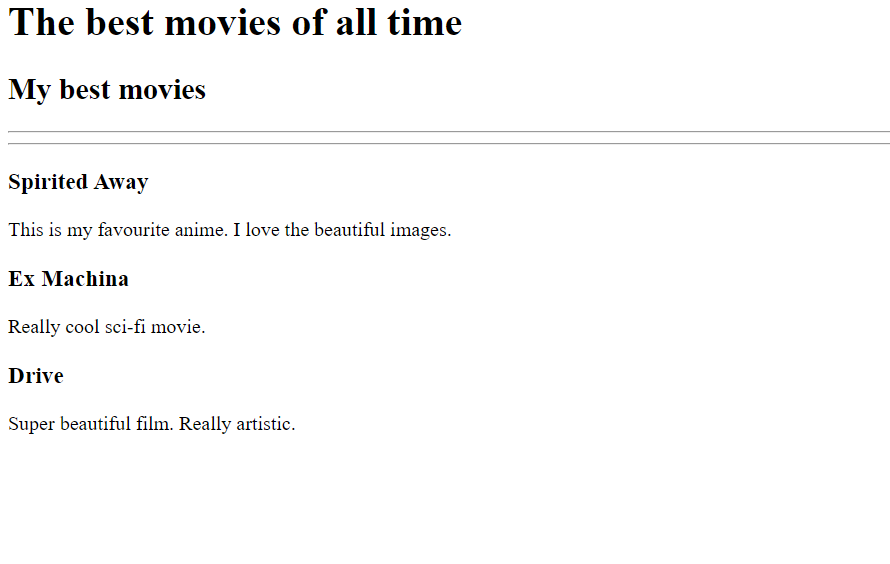 The best movies of all time
My best movies
Spirited Away
This is my favourite anime. I love the beautiful images.
Ex Machina
Really cool sci-fi movie.
Drive
Super beautiful film. Really artistic.